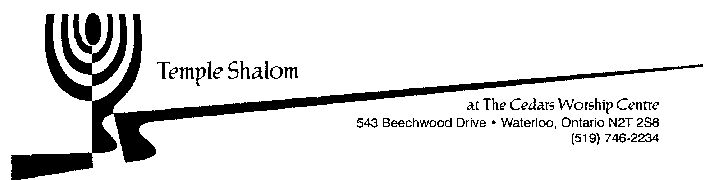 Temple Shalom
at The Cedars Worship Centre
543 Beechwood Drive • Waterloo, Ontario N2T 2S8
(519) 746-2234